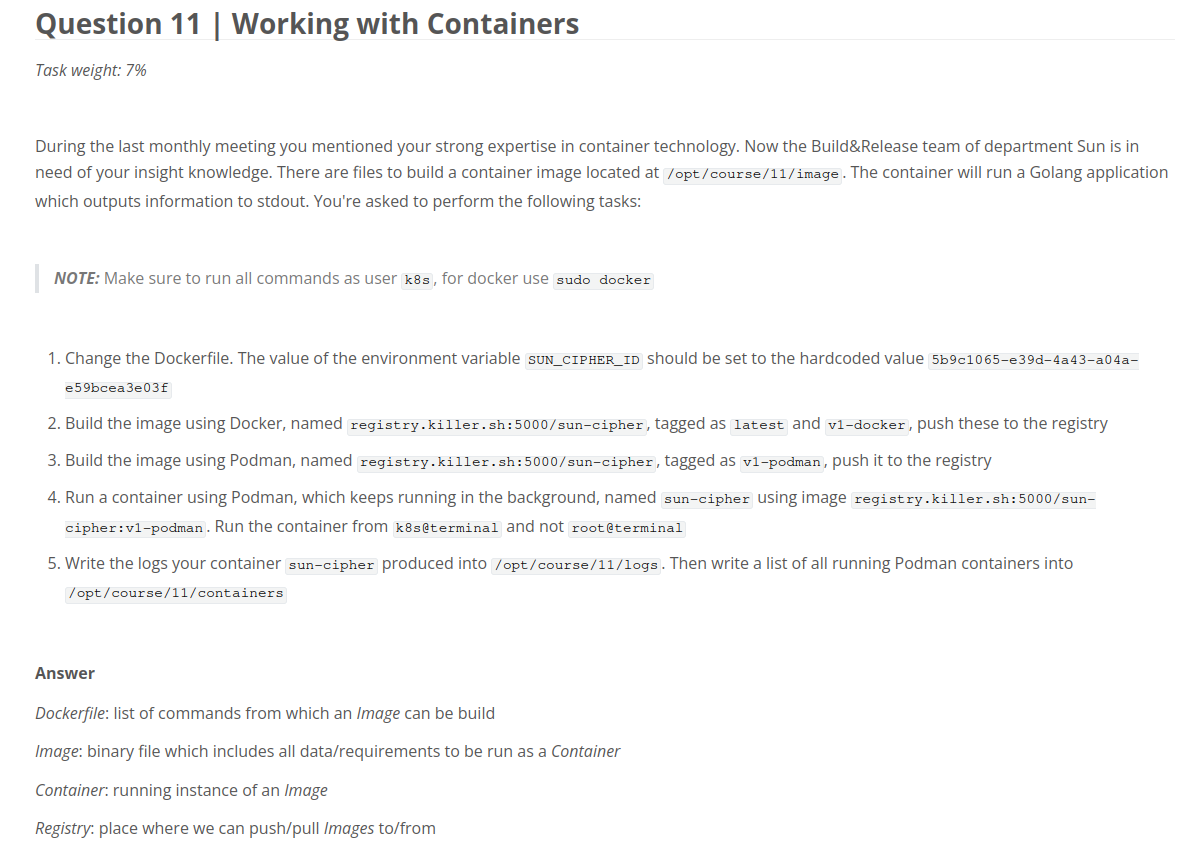 Question 11 | Working with Containers
Task weight: 7%
During the last monthly meeting you mentioned your strong expertise in container technology. Now the Build&Release team of department Sun is in
need of your insight knowledge. There are files to build a container image located at /opt/course/11/image. The container will run a Golang application
which outputs information to stdout. You're asked to perform the following tasks:
NOTE: Make sure to run all commands as user k8s, for docker use sudo docker
1. Change the Dockerfile. The value of the environment variable SUN_CIPHER_ID should be set to the hardcoded value 5b9c1065-e39d-4a43-a04a-
e59bcea3e03f
2. Build the image using Docker, named registry.killer.sh:5000/sun-cipher, tagged as latest and v1-docker, push these to the registry
3. Build the image using Podman, named registry.killer.sh:5000/sun-cipher, tagged as v1-podman, push it to the registry
4. Run a container using Podman, which keeps running in the background, named sun-cipher using image registry.killer.sh:5000/sun-
cipher:v1-podman. Run the container from k8s@terminal and not root@terminal
5. Write the logs your container sun-cipher produced into /opt/course/11/logs. Then write a list of all running Podman containers into
/opt/course/11/containers
Answer
Dockerfile: list of commands from which an Image can be build
Image: binary file which includes all data/requirements to be run as a Container
Container: running instance of an Image
Registry: place where we can push/pull Images to/from